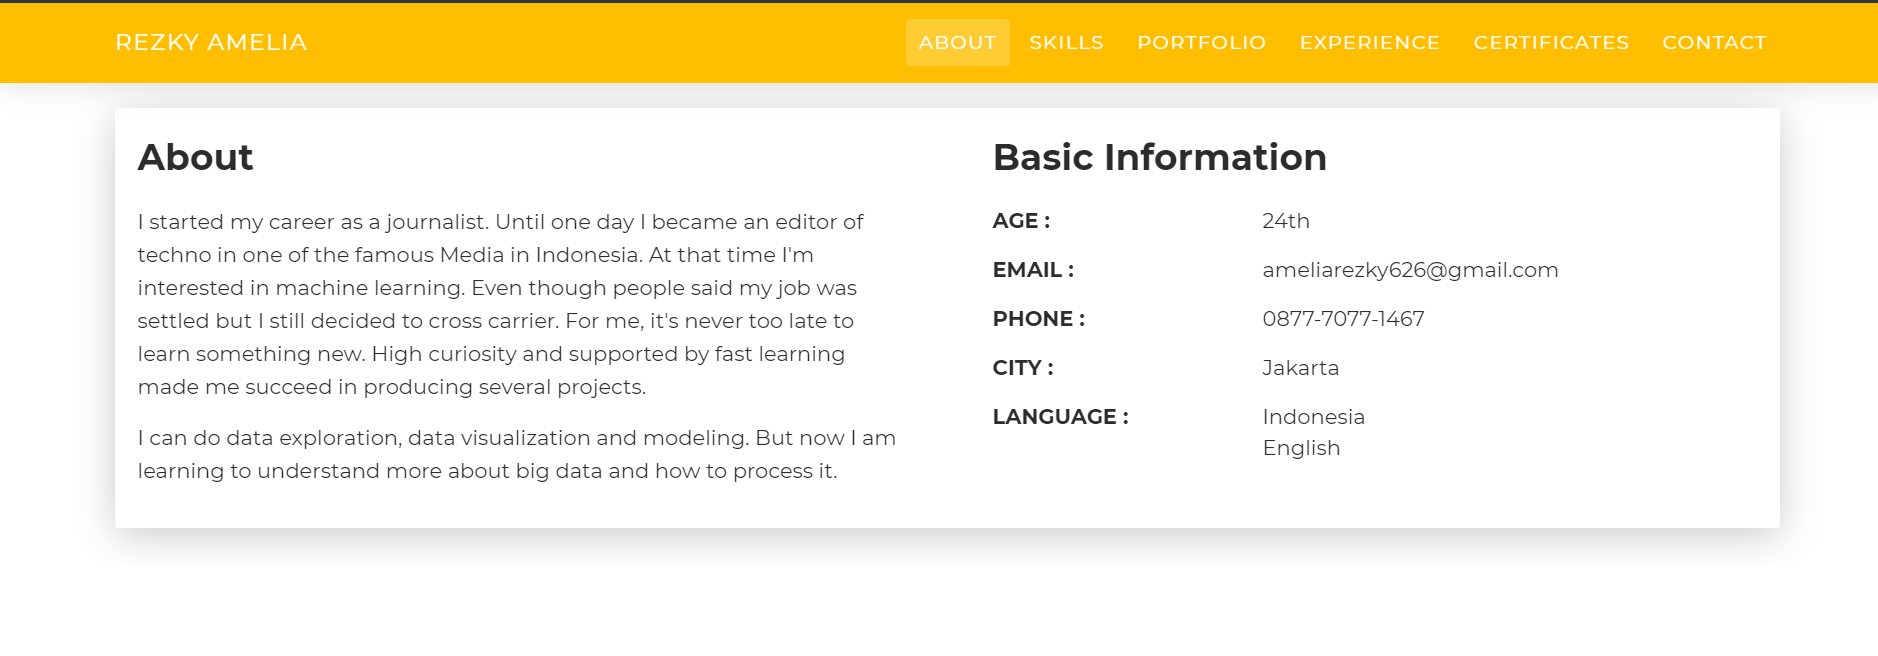 REZKY AMELIA
ABOUT SKILLS PORTFOLIO EXPERIENCE CERTIFICATES CONTACT
About
I started my career as a journalist. Until one day I became an editor of
techno in one of the famous Media in Indonesia. At that time I'm
interested in machine learning. Even though people said my job was
settled but I still decided to cross carrier. For me, it's never too late to
learn something new. High curiosity and supported by fast learning
made me succeed in producing several projects.
I can do data exploration, data visualization and modeling. But now I am
learning to understand more about big data and how to process it.
Basic Information
AGE : 24th
EMAIL : ameliarezky626@gmail.com
PHONE : 0877-7077-1467
CITY : Jakarta
LANGUAGE : Indonesia
English